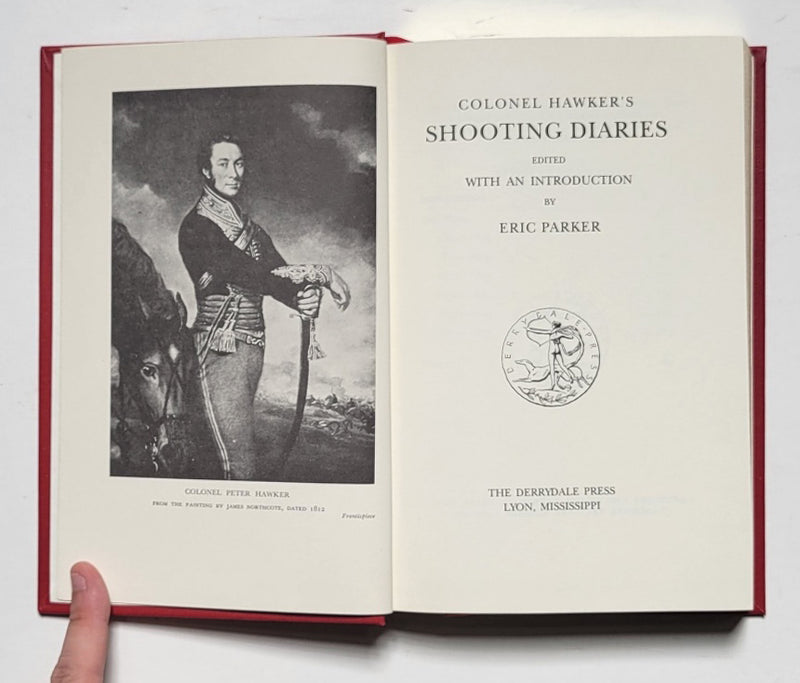 COLONEL PETER HAWKER
FROM THE PAINTING BY JAMES NORTHCOTE, DATED 1812
Frontispiece
COLONEL HAWKER'S
SHOOTING DIARIES
EDITED
WITH AN INTRODUCTION
BY
ERIC PARKER
DERRYDALE PRESS
THE DERRYDALE PRESS
LYON, MISSISSIPPI